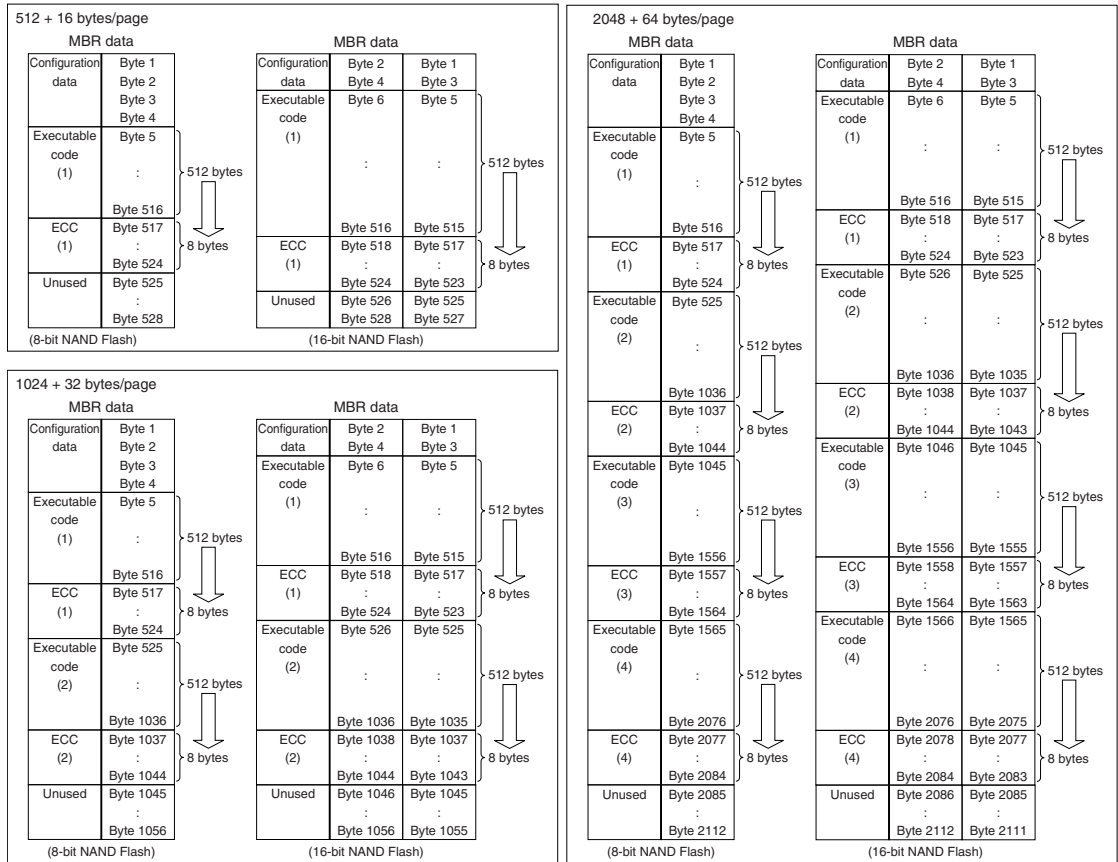 512 + 16 bytes/page
MBR data
Configuration Byte 1
data Byte 2
Byte 3
Byte 4
Executable Byte 5
code
(1) :
Byte 516
512 bytes
ECC Byte 517
(1) :
Byte 524
8 bytes
Unused Byte 525
:
Byte 528
(8-bit NAND Flash)
MBR data
Configuration Byte 2 Byte 1
data Byte 4 Byte 3
Executable Byte 6 Byte 5
code
(1)
: :
Byte 516 Byte 515
512 bytes
ECC Byte 518 Byte 517
(1) : :
Byte 524 Byte 523
8 bytes
Unused Byte 526 Byte 525
Byte 528 Byte 527
(16-bit NAND Flash)
1024 + 32 bytes/page
MBR data
Configuration Byte 1
data Byte 2
Byte 3
Byte 4
Executable Byte 5
code
(1) :
Byte 516
512 bytes
ECC Byte 517
(1) :
Byte 524
8 bytes
Executable Byte 525
code
(2) :
Byte 1036
512 bytes
ECC Byte 1037
(2) :
Byte 1044
8 bytes
Unused Byte 1045
:
Byte 1056
(8-bit NAND Flash)
MBR data
Configuration Byte 2 Byte 1
data Byte 4 Byte 3
Executable Byte 6 Byte 5
code
(1) : :
Byte 516 Byte 515
512 bytes
ECC Byte 518 Byte 517
(1) : :
Byte 524 Byte 523
8 bytes
Executable Byte 526 Byte 525
code
(2) : :
Byte 1036 Byte 1035
512 bytes
ECC Byte 1038 Byte 1037
(2) : :
Byte 1044 Byte 1043
8 bytes
Unused Byte 1046 Byte 1045
: :
Byte 1056 Byte 1055
(16-bit NAND Flash)
2048 + 64 bytes/page
MBR data
Configuration Byte 1
data Byte 2
Byte 3
Byte 4
Executable Byte 5
code
(1) :
Byte 516
512 bytes
ECC Byte 517
(1) :
Byte 524
8 bytes
Executable Byte 525
code
(2) :
Byte 1036
512 bytes
ECC Byte 1037
(2) :
Byte 1044
8 bytes
Executable Byte 1045
code
(3) :
Byte 1556
512 bytes
ECC Byte 1557
(3) :
Byte 1564
8 bytes
Executable Byte 1565
code
(4) :
Byte 2076
512 bytes
ECC Byte 2077
(4) :
Byte 2084
8 bytes
Unused Byte 2085
:
Byte 2112
(8-bit NAND Flash)
MBR data
Configuration Byte 2 Byte 1
data Byte 4 Byte 3
Executable Byte 6 Byte 5
code
(1) : :
Byte 516 Byte 515
512 bytes
ECC Byte 518 Byte 517
(1) : :
Byte 524 Byte 523
8 bytes
Executable Byte 526 Byte 525
code
(2) : :
Byte 1036 Byte 1035
512 bytes
ECC Byte 1038 Byte 1037
(2) : :
Byte 1044 Byte 1043
8 bytes
Executable Byte 1046 Byte 1045
code
(3) : :
Byte 1556 Byte 1555
512 bytes
ECC Byte 1558 Byte 1557
(3) : :
Byte 1564 Byte 1563
8 bytes
Executable Byte 1566 Byte 1565
code
(4) : :
Byte 2076 Byte 2075
512 bytes
ECC Byte 2078 Byte 2077
(4) : :
Byte 2084 Byte 2083
8 bytes
Unused Byte 2086 Byte 2085
: :
Byte 2112 Byte 2111
(16-bit NAND Flash)